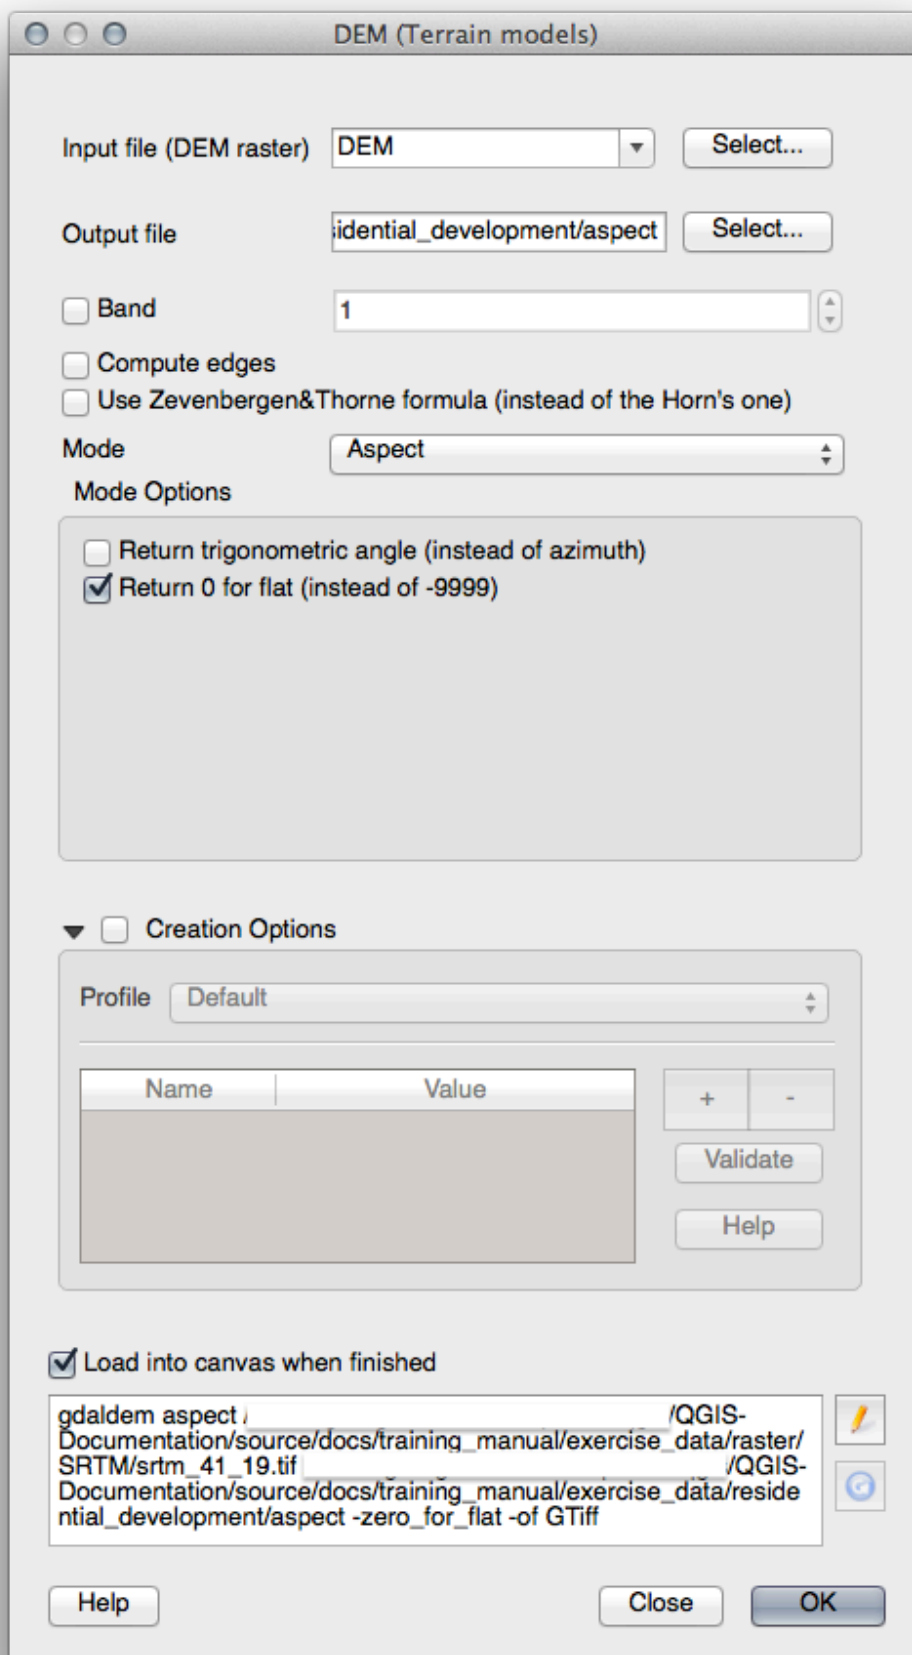 DEM (Terrain models)
Input file (DEM raster) DEM Select...
Output file sidential_development/aspect Select...
Band 1
Compute edges
Use Zevenbergen&Thorne formula (instead of the Horn's one)
Mode Aspect
Mode Options
Return trigonometric angle (instead of azimuth)
Return 0 for flat (instead of -9999)
Creation Options
Profile Default
Name Value + -
Validate
Help
Load into canvas when finished
gdaldem aspect /QGIS-
Documentation/source/docs/training_manual/exercise_data/raster/
SRTM/srtm_41_19.tif /QGIS-
Documentation/source/docs/training_manual/exercise_data/reside
ntial_development/aspect -zero_for_flat -of GTiff
Help Close OK